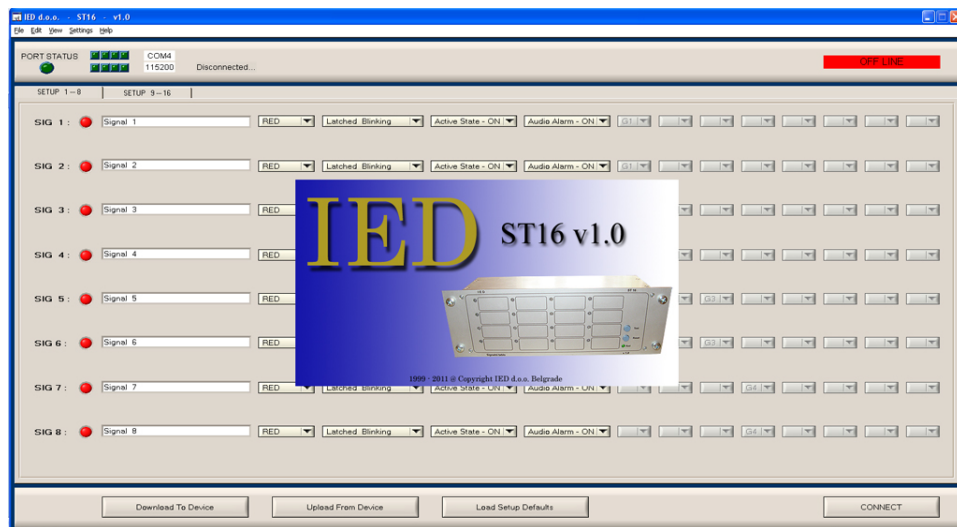 IED d.o.o. - ST16 - v1.0
File Edit View Settings Help
PORT STATUS
COM4
115200
Disconnected...
OFF LINE
SETUP 1-8 SETUP 9-16
SIG 1 : Signal 1 RED Latched Blinking Active State - ON Audio Alarm - ON G1
SIG 2 : Signal 2 RED Latched Blinking Active State - ON Audio Alarm - ON G1
SIG 3 : Signal 3 RED
SIG 4 : Signal 4 RED
SIG 5 : Signal 5 RED G3
SIG 6 : Signal 6 RED G3
SIG 7 : Signal 7 RED Latched Blinking Active State - ON Audio Alarm - ON G4
SIG 8 : Signal 8 RED Latched Blinking Active State - ON Audio Alarm - ON G4
IED
ST16 v1.0
1999 - 2011 @ Copyright IED d.o.o. Belgrade
Download To Device Upload From Device Load Setup Defaults CONNECT